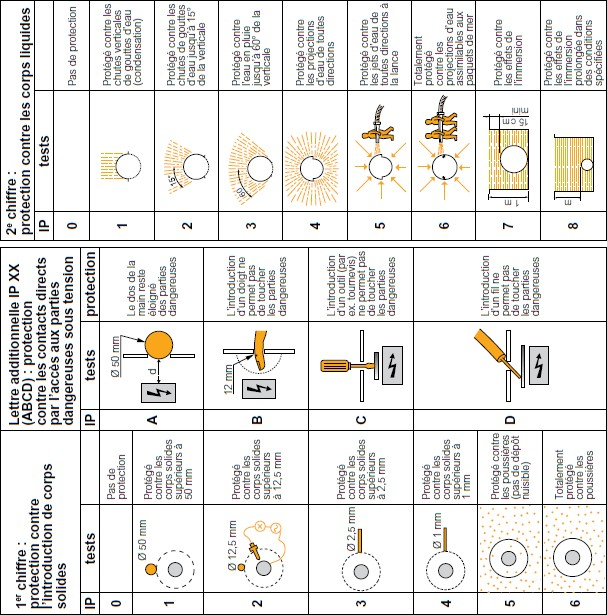 1er chiffre :
protection contre
l'introduction de corps
solides
IP
tests
0
Pas de
protection
1
Ø 50 mm
Protégé
contre les
corps solides
supérieurs à
50 mm
2
Ø 12,5 mm
Protégé
contre les
corps solides
supérieurs
à 12,5 mm
3
Ø 2,5 mm
Protégé
contre les
corps solides
supérieurs
à 2,5 mm
4
Ø 1 mm
Protégé
contre les
corps solides
supérieurs à
1 mm
5
Protégé contre
les poussières
(pas de dépôt
nuisible)
6
Totalement
protégé
contre les
poussières
Lettre additionnelle IP XX
(ABCD) : protection
contre les contacts directs
par l'accès aux parties
dangereuses sous tension
IP
tests
protection
A
Ø 50 mm
d
Le dos de la
main reste
éloigné
des parties
dangereuses
B
12 mm
L'introduction
d'un doigt ne
permet pas
de toucher
les parties
dangereuses
C
L'introduction
d'un outil (par
ex tournevis)
ne permet pas
de toucher
les parties
dangereuses
D
L'introduction
d'un fil ne
permet pas
de toucher
les parties
dangereuses
2e chiffre :
protection contre les corps liquides
IP
tests
0
Pas de protection
1
Protégé contre les
chutes verticales
de gouttes d'eau
(condensation)
2
15°
Protégé contre les
chutes de gouttes
d'eau jusqu'à 15°
de la verticale
3
60°
Protégé contre
l'eau en pluie
jusqu'à 60° de la
verticale
4
Protégé contre
les projections
d'eau de toutes
directions
5
Protégé contre
les jets d'eau de
toutes directions à
la lance
6
Totalement
protégé
contre les
projections d'eau
assimilables aux
paquets de mer
7
1 m
15 cm
mini
Protégé contre
les effets de
l'immersion
8
m
Protégé contre
les effets de
l'immersion
prolongée dans
des conditions
spécifiées